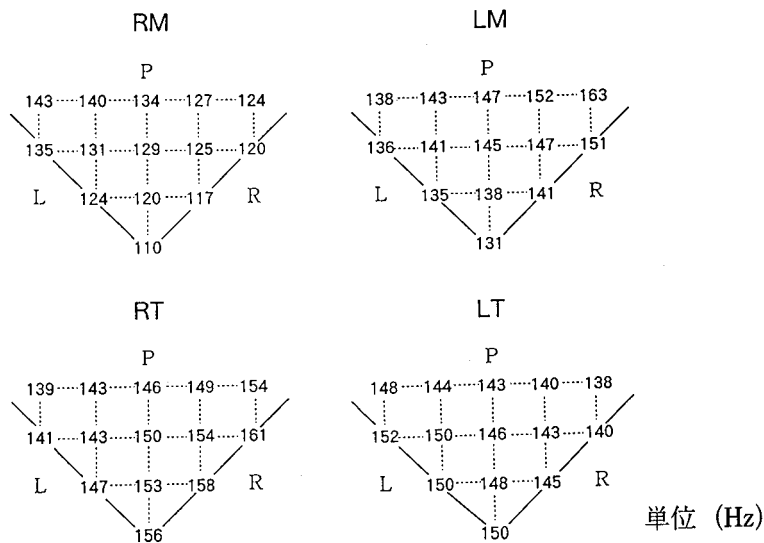 RM LM
P P
143 140 134 127 124 138 143 147 152 163
135 131 129 125 120 136 141 145 147 151
L 124 120 117 R L 135 138 141 R
110 131
RT LT
P P
139 143 146 149 154 148 144 143 140 138
141 143 150 154 161 152 150 146 143 140
L 147 153 158 R L 150 148 145 R
156 150
単位 (Hz)